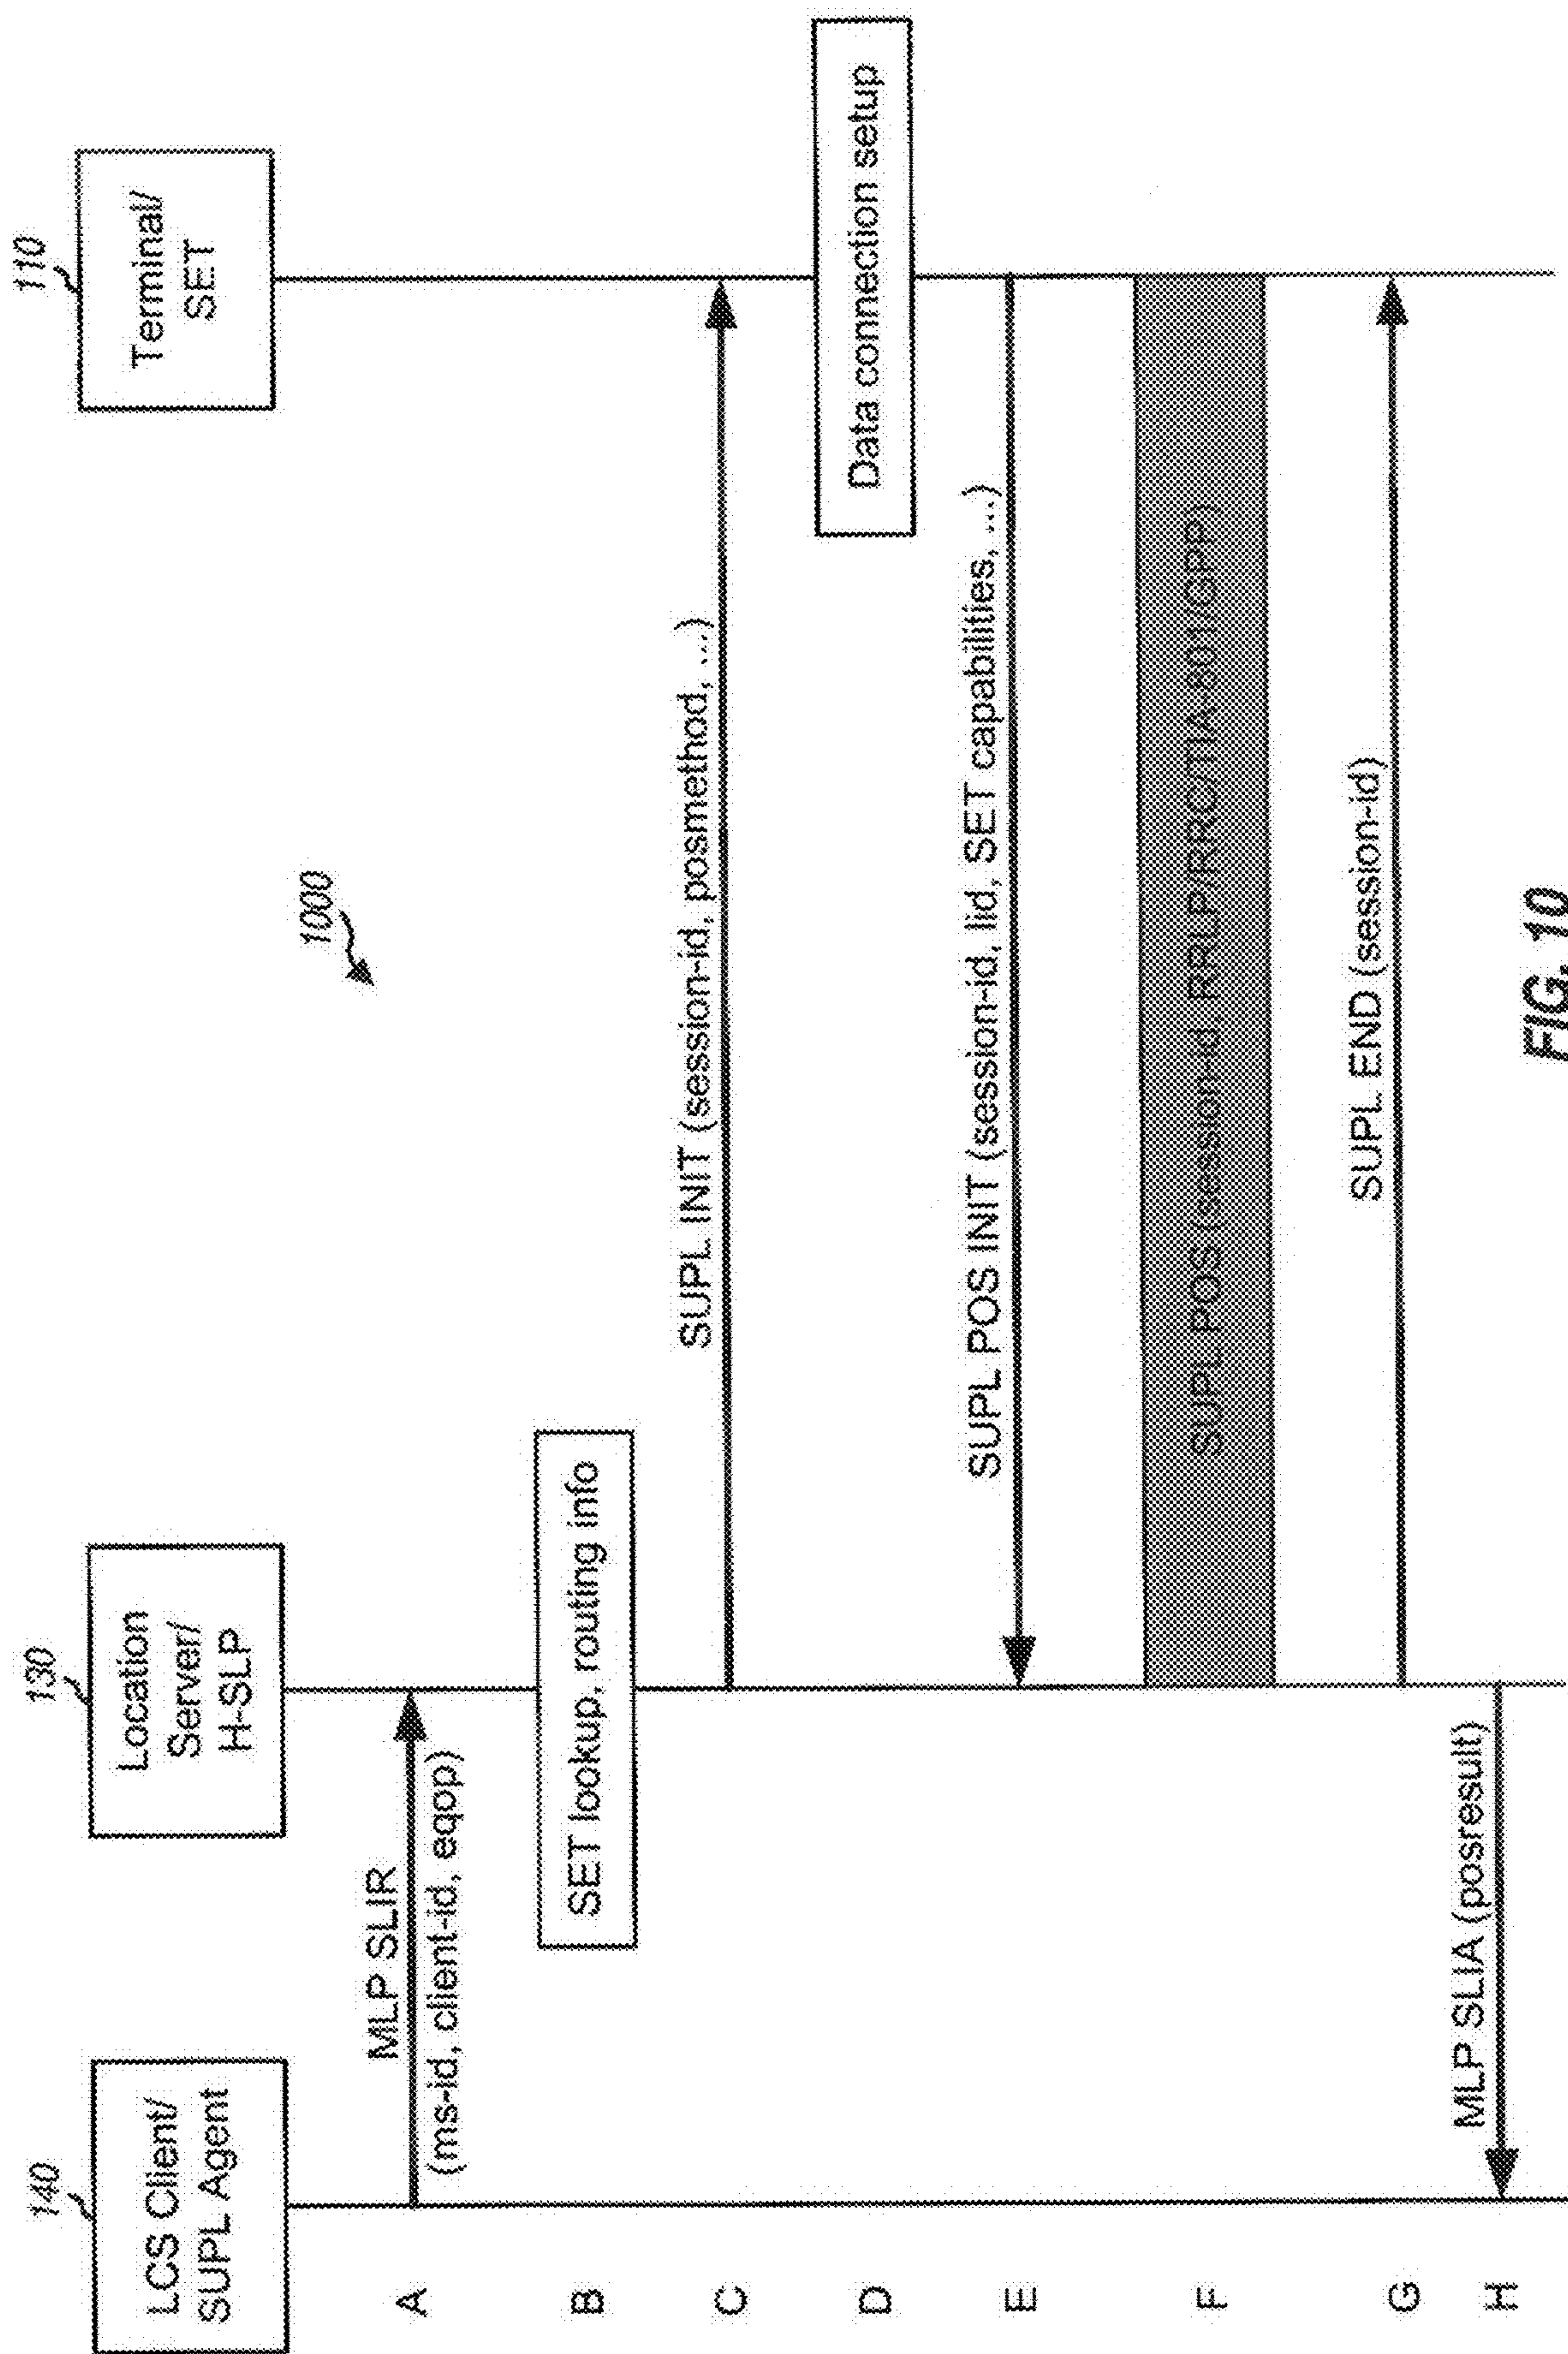 140
LCS Client/
SUPL Agent
130
Location
Server/
H-SLP
110
Terminal/
SET
1000
A
MLP SLIR
(ms-id, client-id, eqop)
B
SET lookup, routing info
C
SUPL INIT (session-id, posmethod, ...)
D
Data connection setup
E
SUPL POS INIT (session-id, lid, SET capabilities, ...)
F
SUPL POS (session-id, RRLP/RRC/TIA-801/GPP)
G
SUPL END (session-id)
H
MLP SLIA (posresult)
FIG. 10